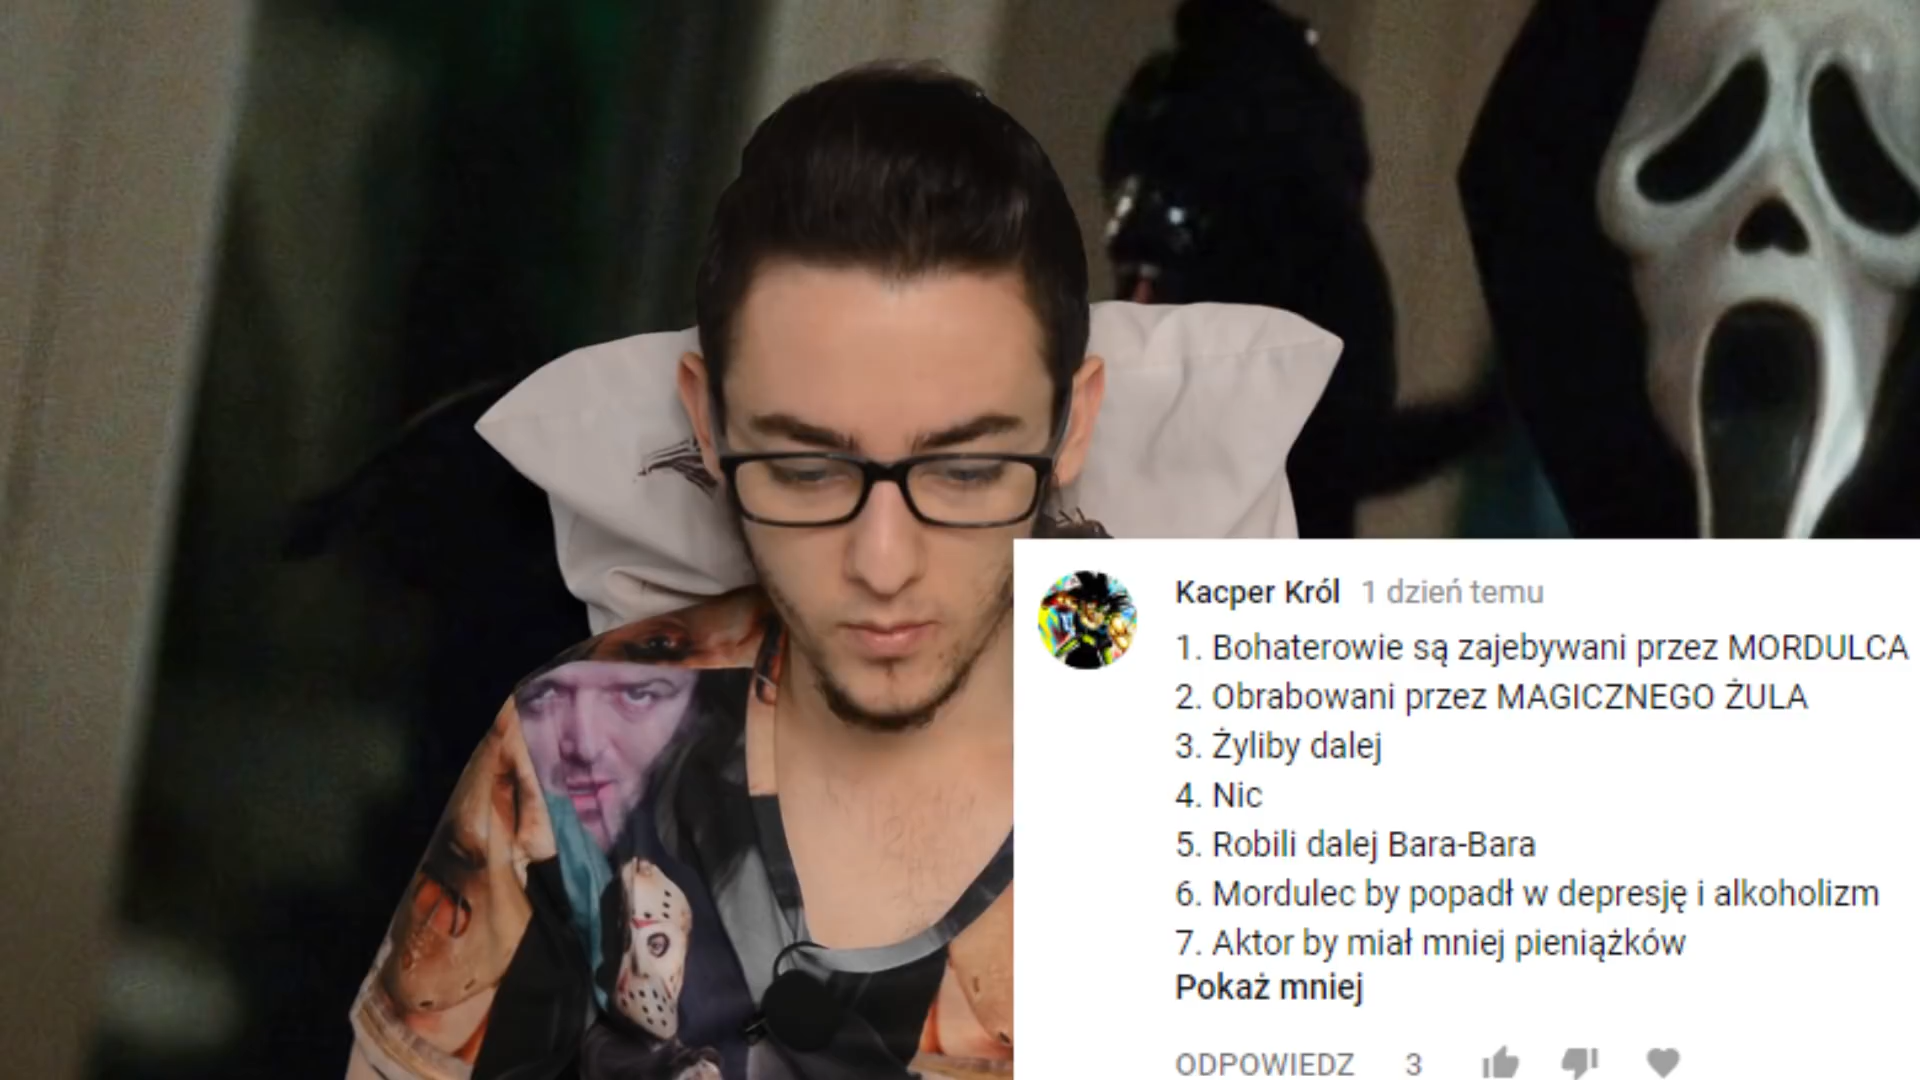 Kacper Król 1 dzień temu
1. Bohaterowie są zajebywani przez MORDULCA
2. Obrabowani przez MAGICZNEGO ŻULA
3. Żyliby dalej
4. Nic
5. Robili dalej Bara-Bara
6. Mordulec by popadł w depresję i alkoholizm
7. Aktor by miał mniej pieniążków
Pokaż mniej
ODPOWIEDZ 3